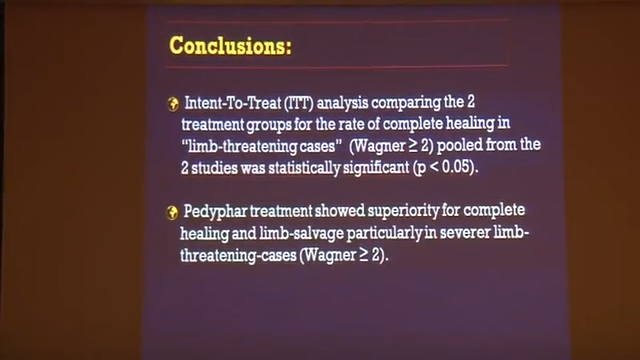 Conclusions:
Intent-To-Treat (ITT) analysis comparing the 2
treatment groups for the rate of complete healing in
"limb-threatening cases" (Wagner ≥ 2) pooled from the
2 studies was statistically significant (p < 0.05).
Pedyphar treatment showed superiority for complete
healing and limb-salvage particularly in severer limb-
threatening-cases (Wagner ≥ 2).